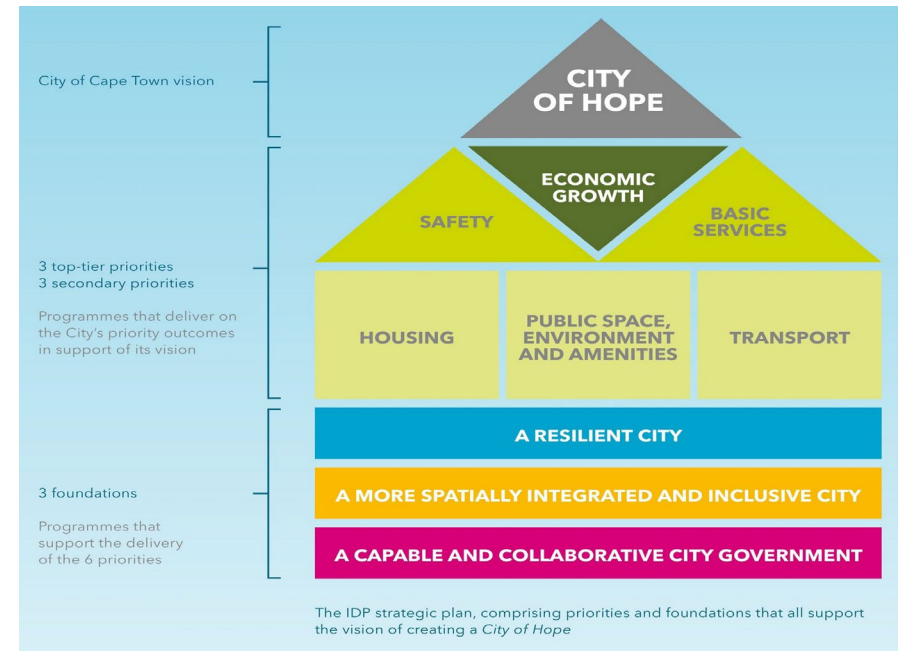 City of Cape Town vision
CITY
OF HOPE
ECONOMIC
GROWTH
SAFETY
BASIC
SERVICES
3 top-tier priorities
3 secondary priorities
Programmes that deliver on
the City's priority outcomes
in support of its vision
HOUSING
PUBLIC SPACE,
ENVIRONMENT
AND AMENITIES
TRANSPORT
A RESILIENT CITY
3 foundations
Programmes that
support the delivery
of the 6 priorities
A MORE SPATIALLY INTEGRATED AND INCLUSIVE CITY
A CAPABLE AND COLLABORATIVE CITY GOVERNMENT
The IDP strategic plan, comprising priorities and foundations that all support
the vision of creating a City of Hope